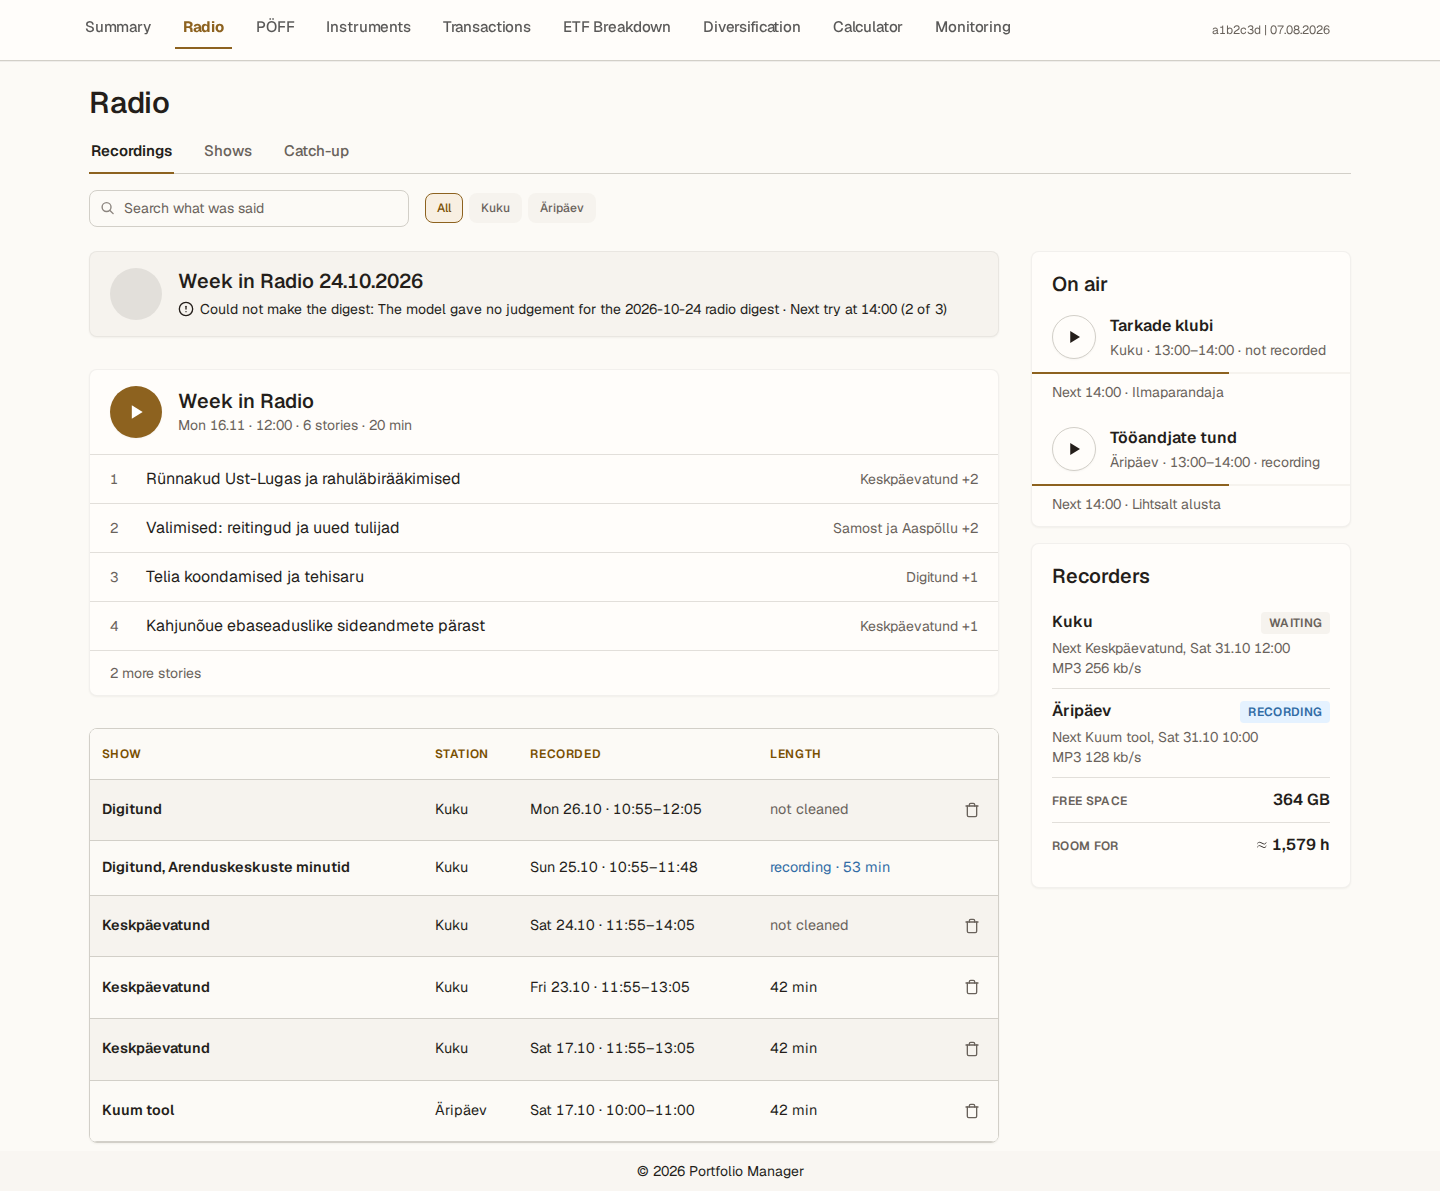 Summary Radio PÖFF Instruments Transactions ETF Breakdown Diversification Calculator Monitoring a1b2c3d | 07.08.2026
Radio
Recordings Shows Catch-up
Search what was said All Kuku Äripäev
Week in Radio 24.10.2026
Could not make the digest: The model gave no judgement for the 2026-10-24 radio digest · Next try at 14:00 (2 of 3)
Week in Radio
Mon 16.11 · 12:00 · 6 stories · 20 min
1 Rünnakud Ust-Lugas ja rahuläbirääkimised Keskpäevatund +2
2 Valimised: reitingud ja uued tulijad Samost ja Aaspõllu +2
3 Telia koondamised ja tehisaru Digitund +1
4 Kahjunõue ebaseaduslike sideandmete pärast Keskpäevatund +1
2 more stories
SHOW STATION RECORDED LENGTH
Digitund Kuku Mon 26.10 · 10:55–12:05 not cleaned
Digitund, Arenduskeskuste minutid Kuku Sun 25.10 · 10:55–11:48 recording · 53 min
Keskpäevatund Kuku Sat 24.10 · 11:55–14:05 not cleaned
Keskpäevatund Kuku Fri 23.10 · 11:55–13:05 42 min
Keskpäevatund Kuku Sat 17.10 · 11:55–13:05 42 min
Kuum tool Äripäev Sat 17.10 · 10:00–11:00 42 min
On air
Tarkade klubi
Kuku · 13:00–14:00 · not recorded
Next 14:00 · Ilmaparandaja
Tööandjate tund
Äripäev · 13:00–14:00 · recording
Next 14:00 · Lihtsalt alusta
Recorders
Kuku WAITING
Next Keskpäevatund, Sat 31.10 12:00
MP3 256 kb/s
Äripäev RECORDING
Next Kuum tool, Sat 31.10 10:00
MP3 128 kb/s
FREE SPACE 364 GB
ROOM FOR ≈ 1,579 h
© 2026 Portfolio Manager